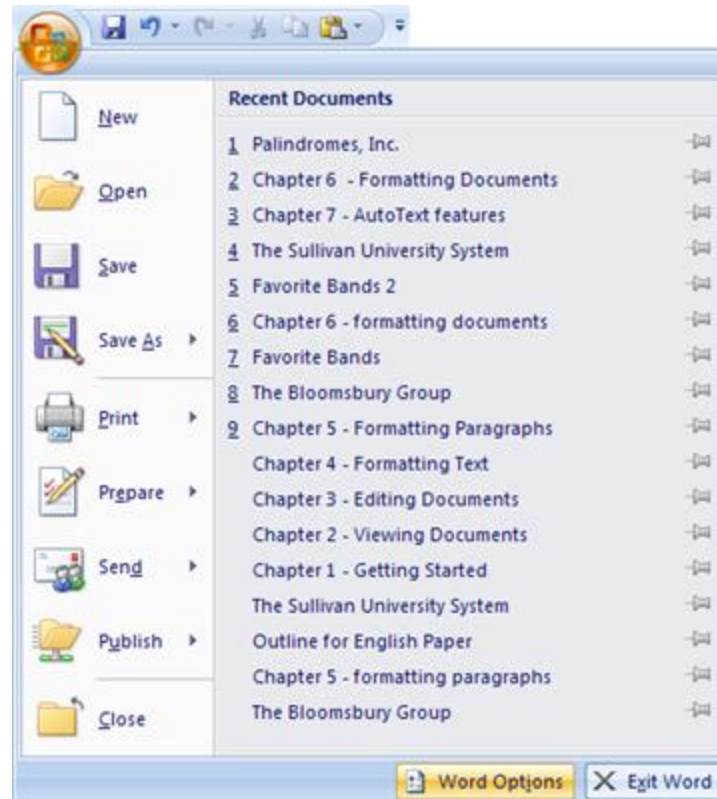 New
Open
Save
Save As
Print
Prepare
Send
Publish
Close
Recent Documents
1 Palindromes, Inc.
2 Chapter 6  - Formatting Documents
3 Chapter 7 - AutoText features
4 The Sullivan University System
5 Favorite Bands 2
6 Chapter 6 - formatting documents
7 Favorite Bands
8 The Bloomsbury Group
9 Chapter 5 - Formatting Paragraphs
Chapter 4 - Formatting Text
Chapter 3 - Editing Documents
Chapter 2 - Viewing Documents
Chapter 1 - Getting Started
The Sullivan University System
Outline for English Paper
Chapter 5 - formatting paragraphs
The Bloomsbury Group
Word Options
Exit Word